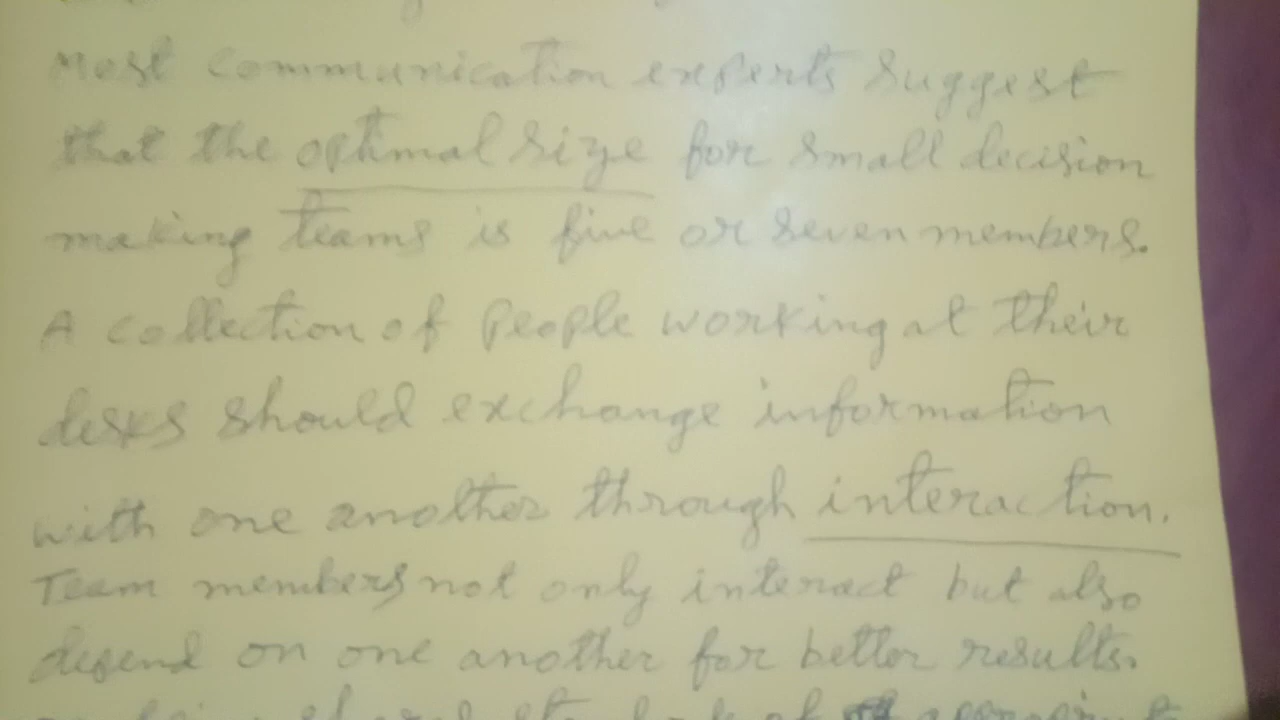 Most communication experts suggest
that the optimal size for small decision
making teams is five or seven members.
A collection of people working at their
desks should exchange information
with one another through interaction.
Team members not only interact but also
depend on one another for better results.